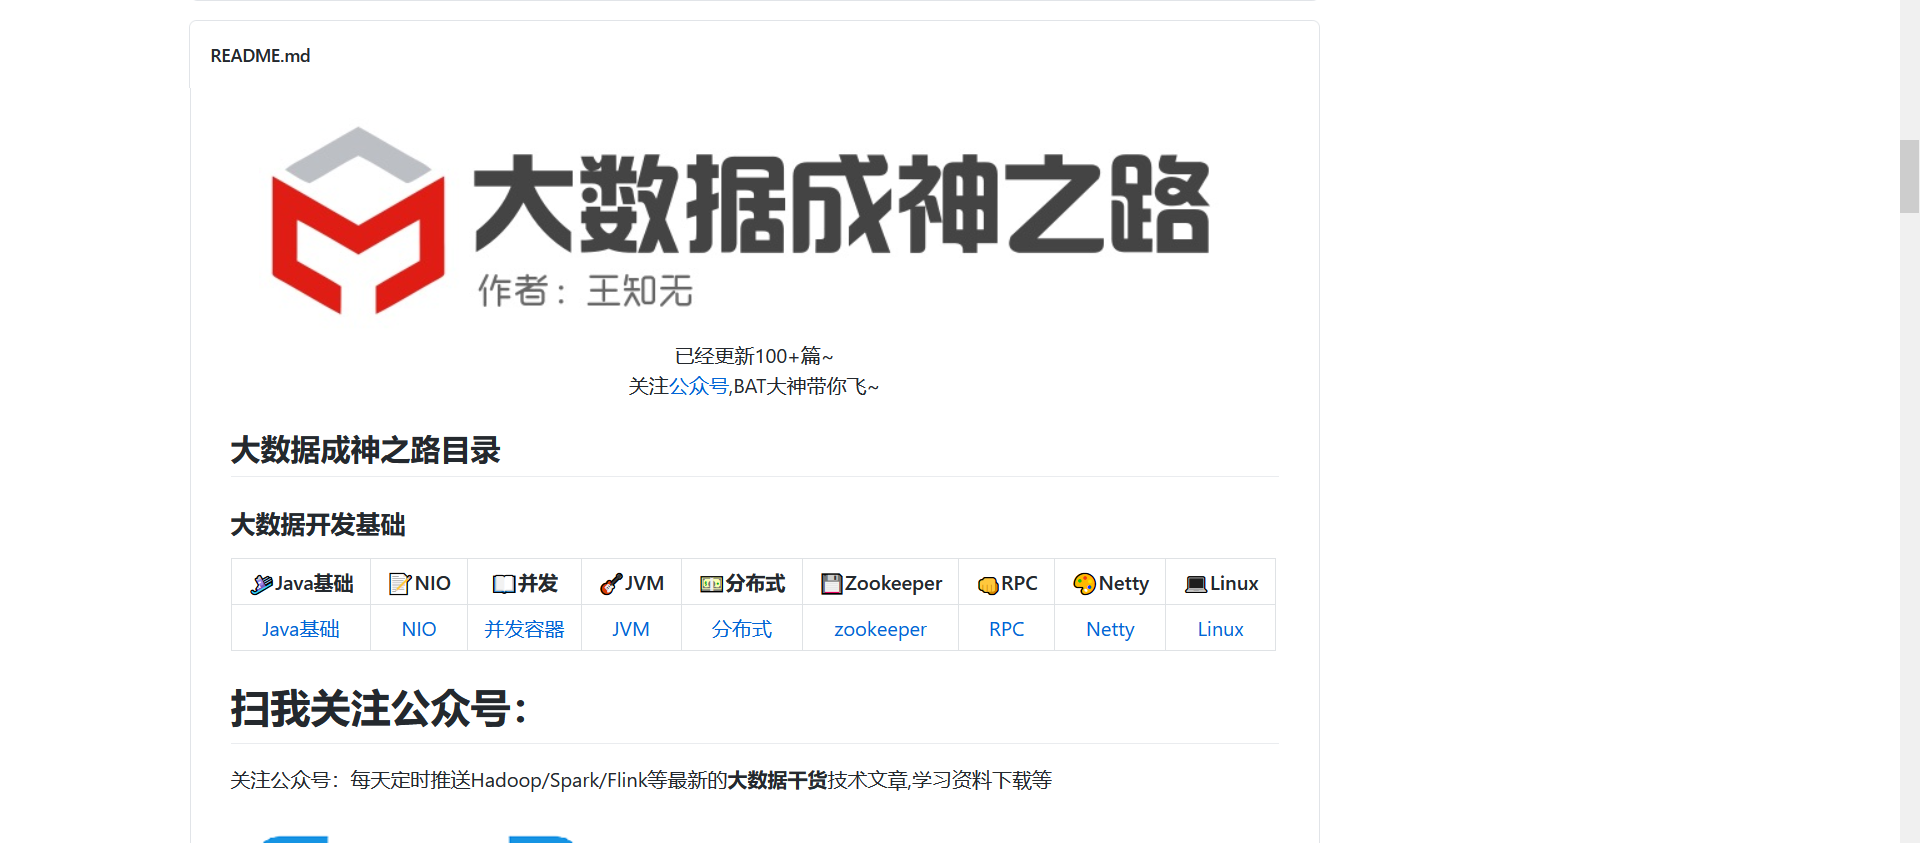 README.md
大数据成神之路
作者：王知无
已经更新100+篇~
关注公众号,BAT大神带你飞~
大数据成神之路目录
大数据开发基础
Java基础 NIO 并发 JVM 分布式 Zookeeper RPC Netty Linux
Java基础 NIO 并发容器 JVM 分布式 zookeeper RPC Netty Linux
扫我关注公众号：
关注公众号：每天定时推送Hadoop/Spark/Flink等最新的大数据干货技术文章,学习资料下载等